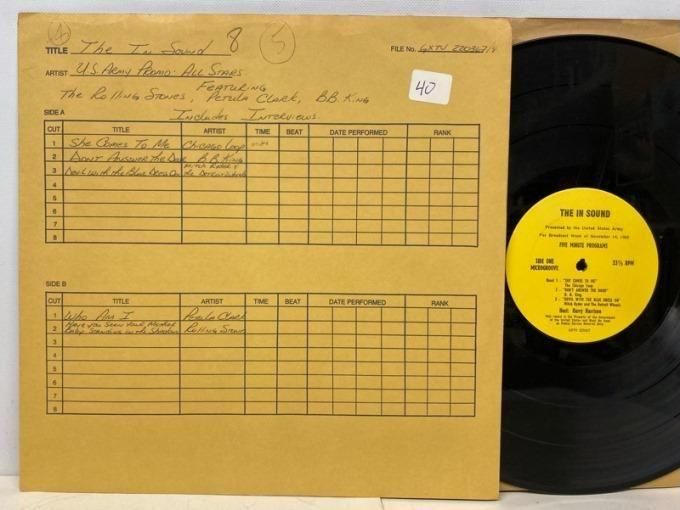 4 8 5
TITLE The In Sound FILE No. GXTV
ARTIST U.S. Army Promo - All Stars
Featuring
The Rolling Stones, Petula Clark, B.B. King
40
Includes Interviews
SIDE A
CUT TITLE ARTIST TIME BEAT DATE PERFORMED RANK
1 She Comes To Me Chicago Loop
2 Don't Answer the Door B.B. King
3 Devil with the Blue Dress On Mitch Ryder & the Detroit Wheels
4
5
6
7
8
SIDE B
CUT TITLE ARTIST TIME BEAT DATE PERFORMED RANK
1 Who Am I Petula Clark
2 Have you Seen Your Mother Baby Standing in the Shadow Rolling Stones
3
4
5
6
7
8
THE IN SOUND
Presented by the United States Army
For Broadcast Week of November 14, 1966
FIVE MINUTE PROGRAMS
SIDE ONE 33⅓ RPM
MICROGROOVE
Band 1 - "SHE COMES TO ME"
The Chicago Loop
2 - "DON'T ANSWER THE DOOR"
B. B. King
3 - "DEVIL WITH THE BLUE DRESS ON"
Mitch Ryder and The Detroit Wheels
Host: Harry Harrison